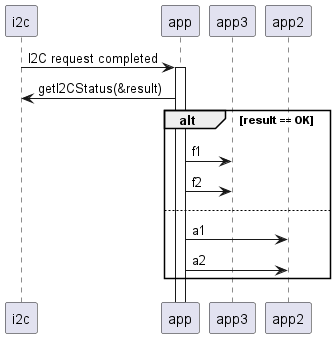 i2c app app3 app2
I2C request completed
getI2CStatus(&result)
alt [result == OK]
f1
f2
a1
a2
i2c app app3 app2